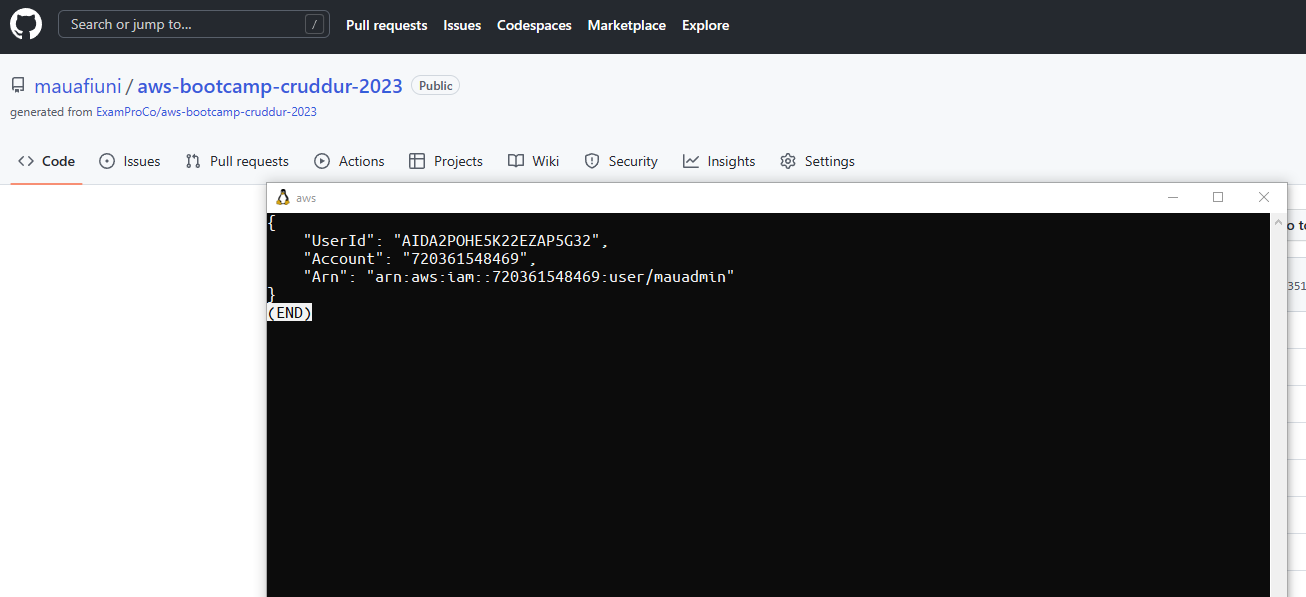 Search or jump to... /
Pull requests Issues Codespaces Marketplace Explore
mauafiuni / aws-bootcamp-cruddur-2023 Public
generated from ExamProCo/aws-bootcamp-cruddur-2023
Code Issues Pull requests Actions Projects Wiki Security Insights Settings
aws
{
"UserId": "AIDA2POHE5K22EZAP5G32",
"Account": "720361548469",
"Arn": "arn:aws:iam::720361548469:user/mauadmin"
}
(END)